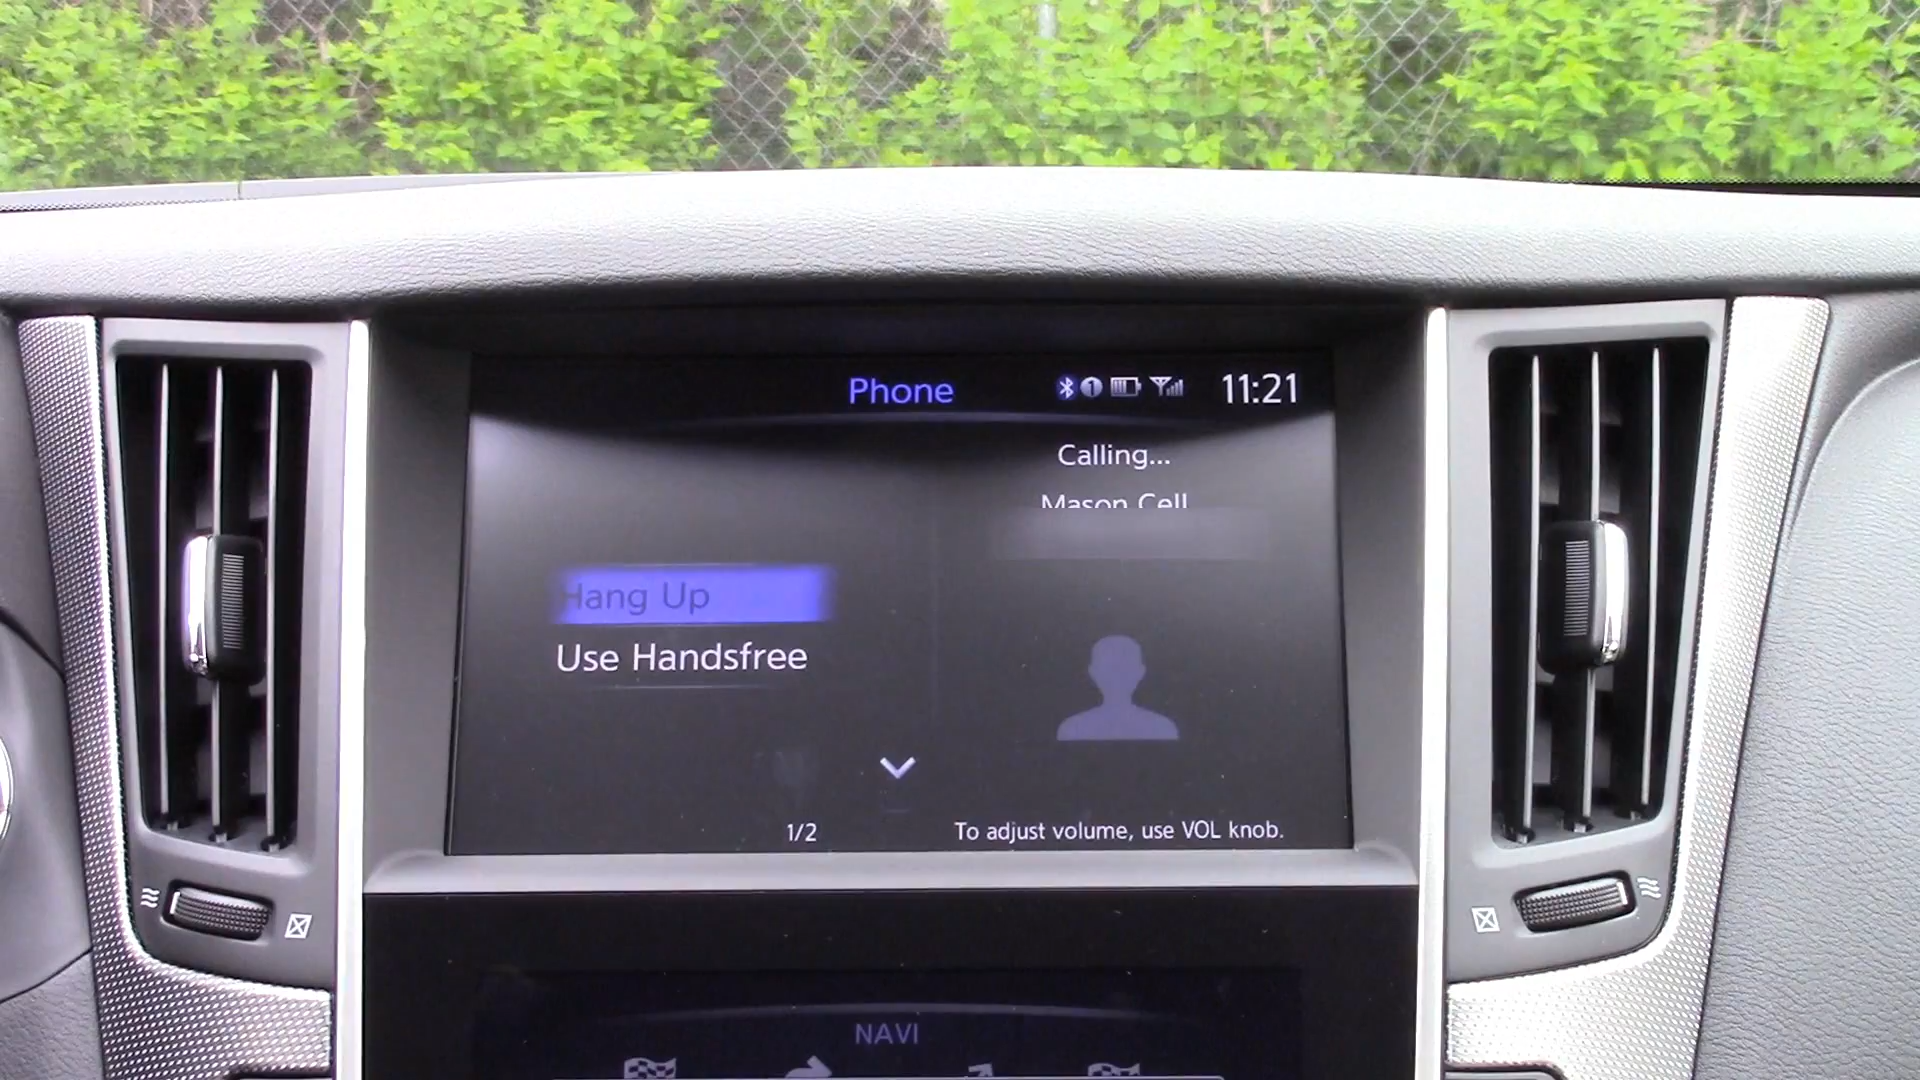 Phone 1 11:21
Calling...
Mason Cell
Hang Up
Use Handsfree
1/2 To adjust volume, use VOL knob.
NAVI